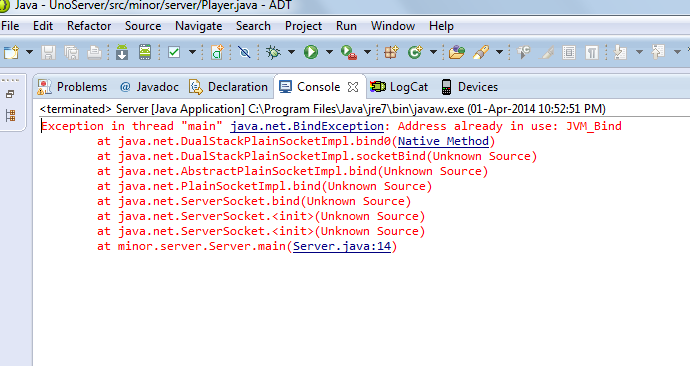 Java - UnoServer/src/minor/server/Player.java - ADT
File Edit Refactor Source Navigate Search Project Run Window Help
Problems @ Javadoc Declaration Console LogCat Devices
<terminated> Server [Java Application] C:\Program Files\Java\jre7\bin\javaw.exe (01-Apr-2014 10:52:51 PM)
Exception in thread "main" java.net.BindException: Address already in use: JVM_Bind
at java.net.DualStackPlainSocketImpl.bind0(Native Method)
at java.net.DualStackPlainSocketImpl.socketBind(Unknown Source)
at java.net.AbstractPlainSocketImpl.bind(Unknown Source)
at java.net.PlainSocketImpl.bind(Unknown Source)
at java.net.ServerSocket.bind(Unknown Source)
at java.net.ServerSocket.<init>(Unknown Source)
at java.net.ServerSocket.<init>(Unknown Source)
at minor.server.Server.main(Server.java:14)